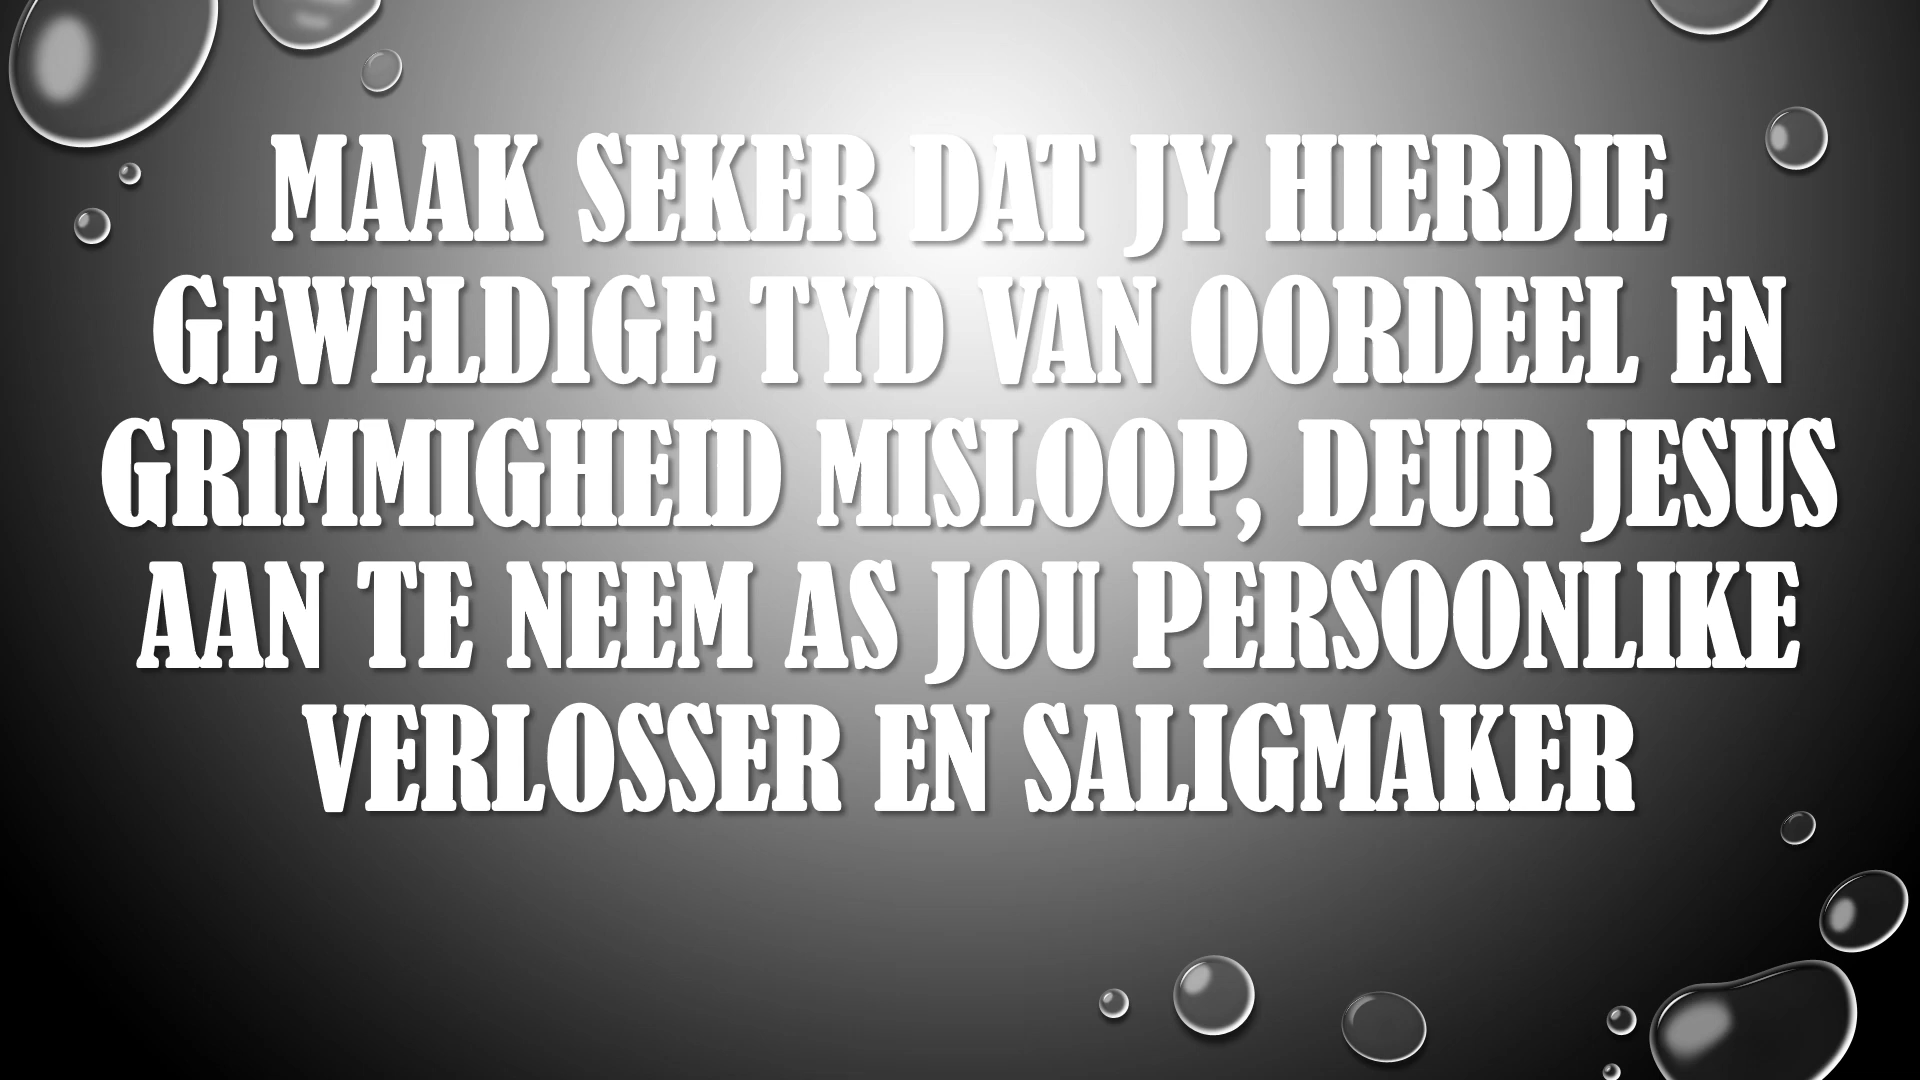 MAAK SEKER DAT JY HIERDIE
GEWELDIGE TYD VAN OORDEEL EN
GRIMMIGHEID MISLOOP, DEUR JESUS
AAN TE NEEM AS JOU PERSOONLIKE
VERLOSSER EN SALIGMAKER